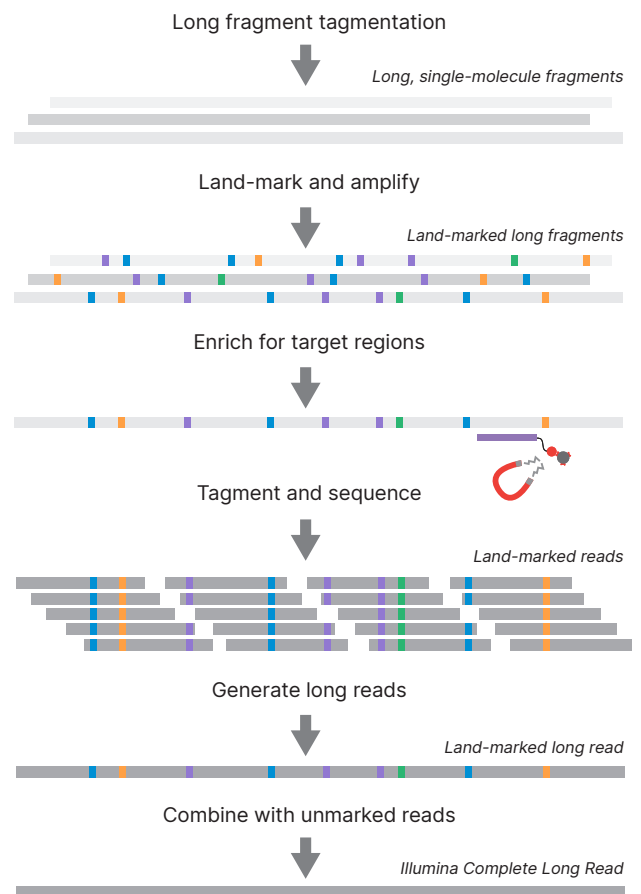 Long fragment tagmentation
Long, single-molecule fragments
Land-mark and amplify
Land-marked long fragments
Enrich for target regions
Tagment and sequence
Land-marked reads
Generate long reads
Land-marked long read
Combine with unmarked reads
Illumina Complete Long Read